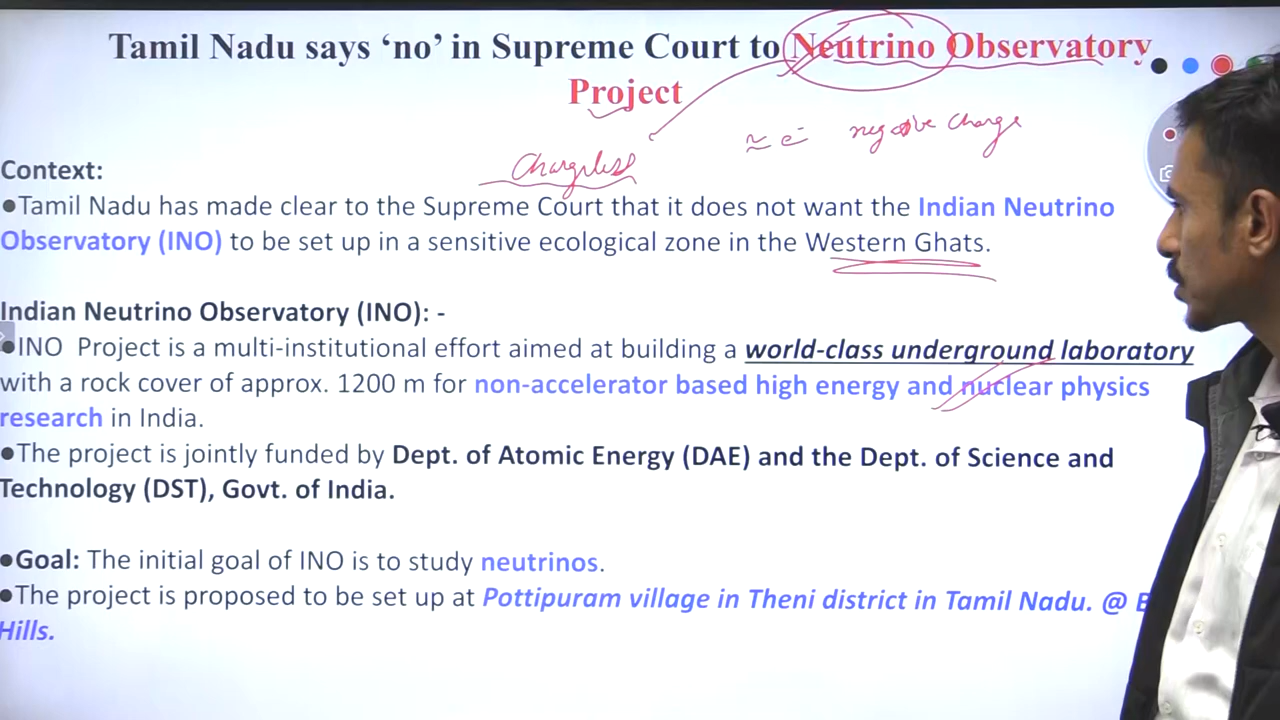 Tamil Nadu says ‘no’ in Supreme Court to Neutrino Observatory
Project
≈ e⁻ negative charge
Chargeless
Context:
●Tamil Nadu has made clear to the Supreme Court that it does not want the Indian Neutrino
Observatory (INO) to be set up in a sensitive ecological zone in the Western Ghats.
Indian Neutrino Observatory (INO): -
●INO Project is a multi-institutional effort aimed at building a world-class underground laboratory
with a rock cover of approx. 1200 m for non-accelerator based high energy and nuclear physics
research in India.
●The project is jointly funded by Dept. of Atomic Energy (DAE) and the Dept. of Science and
Technology (DST), Govt. of India.
●Goal: The initial goal of INO is to study neutrinos.
●The project is proposed to be set up at Pottipuram village in Theni district in Tamil Nadu. @
Hills.